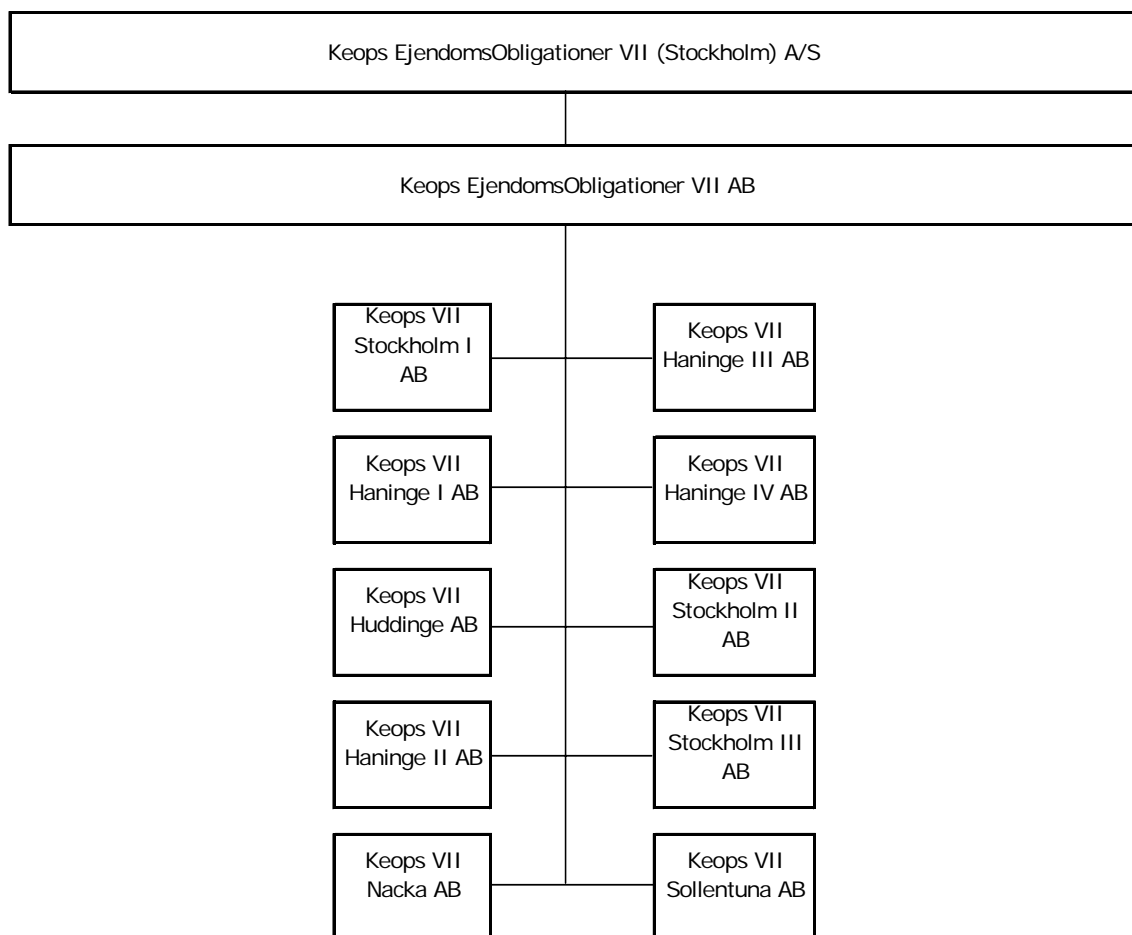 Keops EjendomsObligationer VII (Stockholm) A/S
Keops EjendomsObligationer VII AB
Keops VII
Stockholm I
AB
Keops VII
Haninge III AB
Keops VII
Haninge I AB
Keops VII
Haninge IV AB
Keops VII
Huddinge AB
Keops VII
Stockholm II
AB
Keops VII
Haninge II AB
Keops VII
Stockholm III
AB
Keops VII
Nacka AB
Keops VII
Sollentuna AB